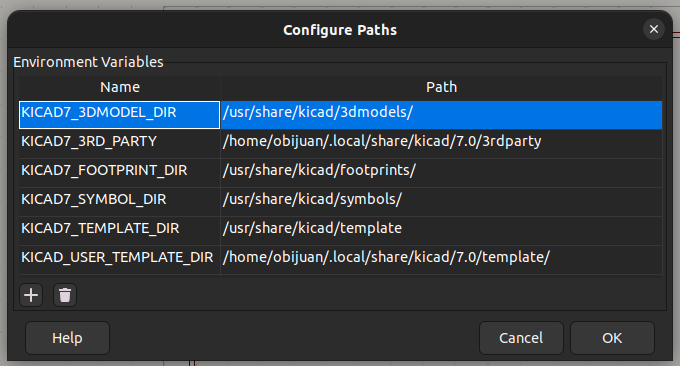 Configure Paths
Environment Variables
Name Path
KICAD7_3DMODEL_DIR /usr/share/kicad/3dmodels/
KICAD7_3RD_PARTY /home/obijuan/.local/share/kicad/7.0/3rdparty
KICAD7_FOOTPRINT_DIR /usr/share/kicad/footprints/
KICAD7_SYMBOL_DIR /usr/share/kicad/symbols/
KICAD7_TEMPLATE_DIR /usr/share/kicad/template
KICAD_USER_TEMPLATE_DIR /home/obijuan/.local/share/kicad/7.0/template/
Help Cancel OK